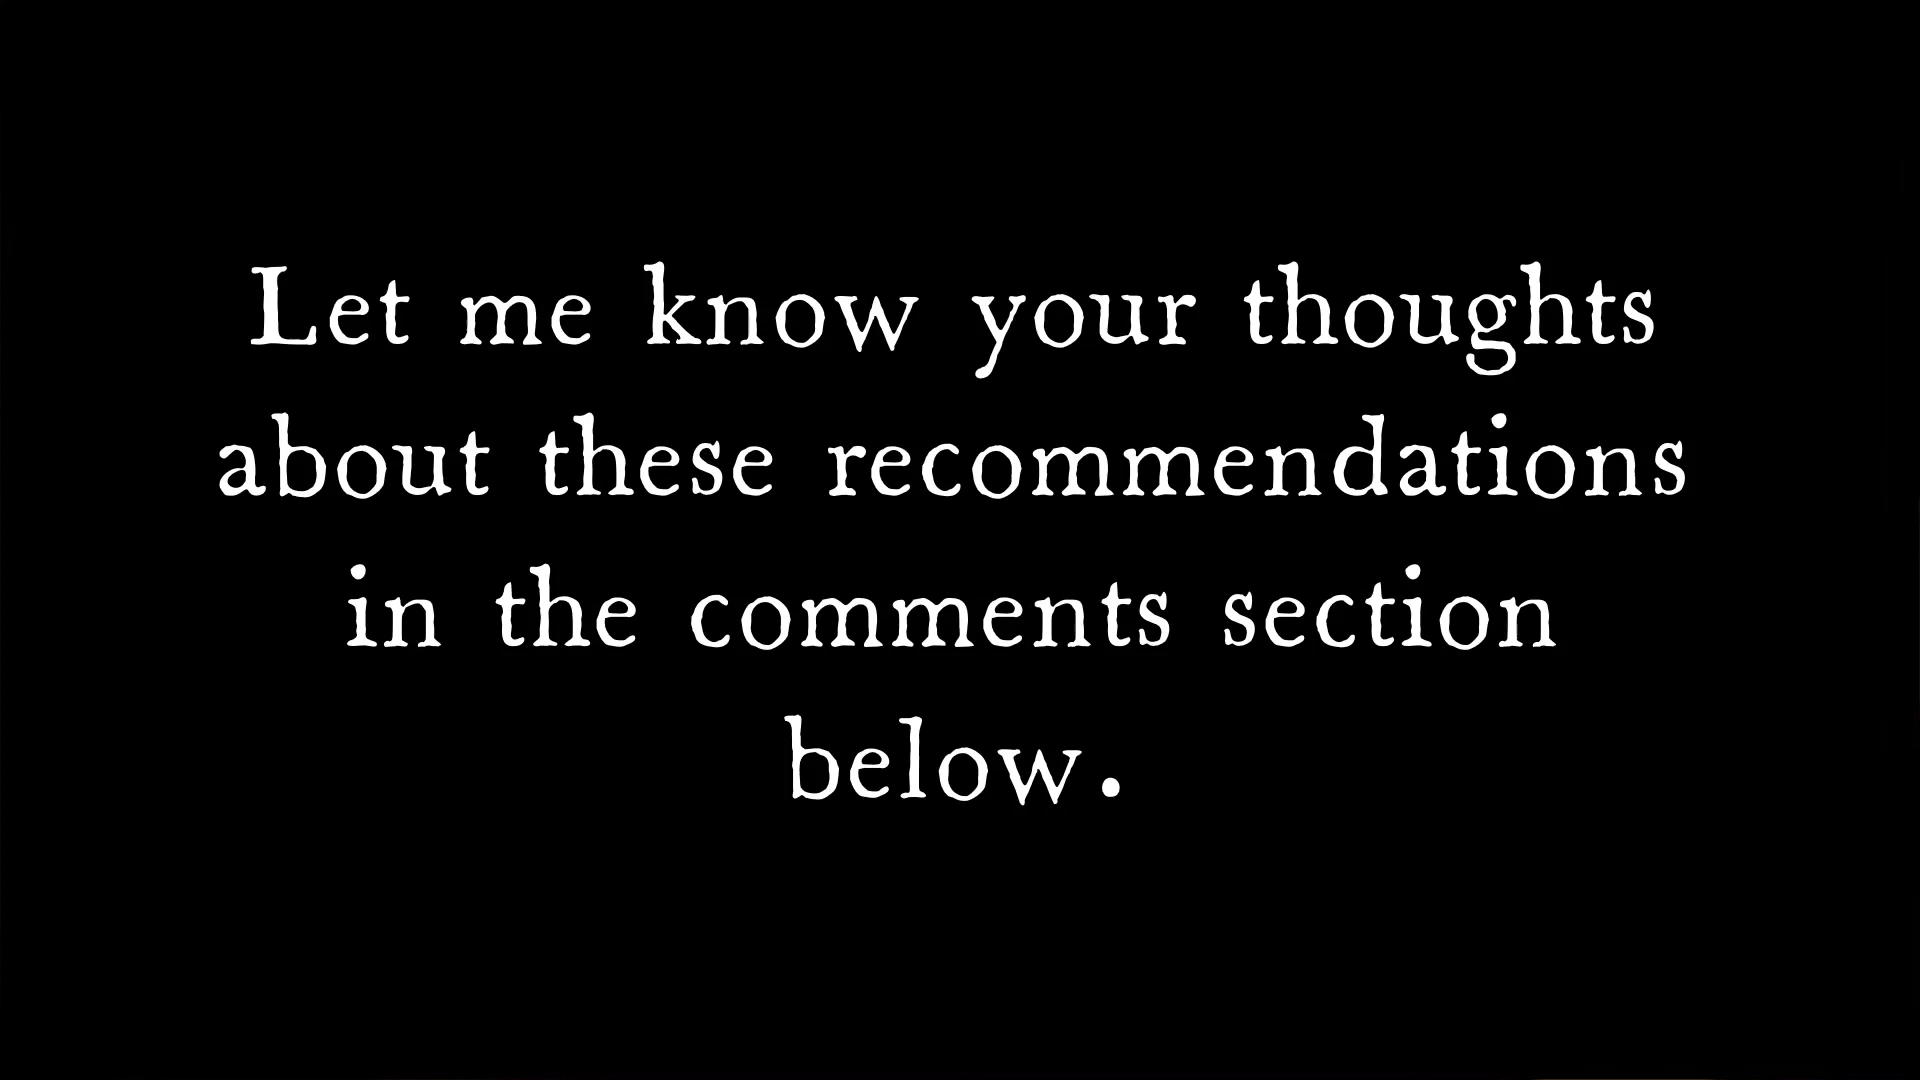 Let me know your thoughts
about these recommendations
in the comments section
below.